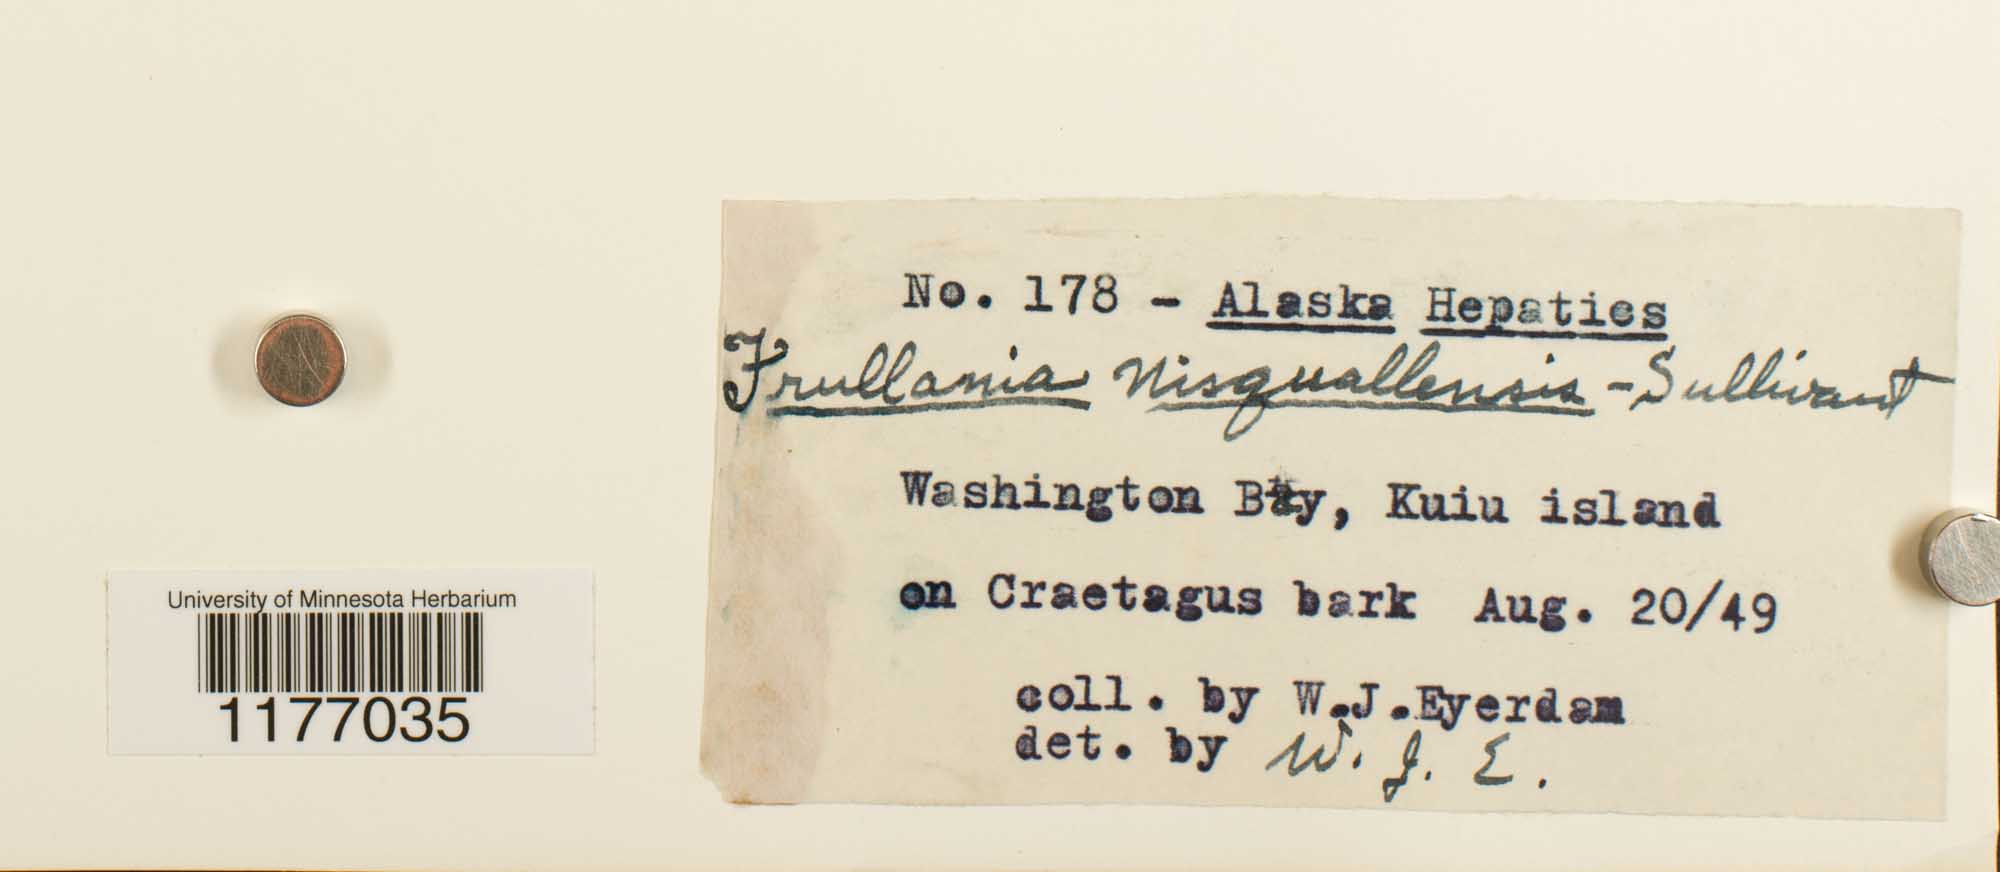 No. 178 - Alaska Hepatics
Frullania Nisquallensis - Sullivant
Washington Bay, Kuiu island
on Craetagus bark Aug. 20/49
coll. by W.J.Eyerdam
det. by W. J. E.
University of Minnesota Herbarium
1177035